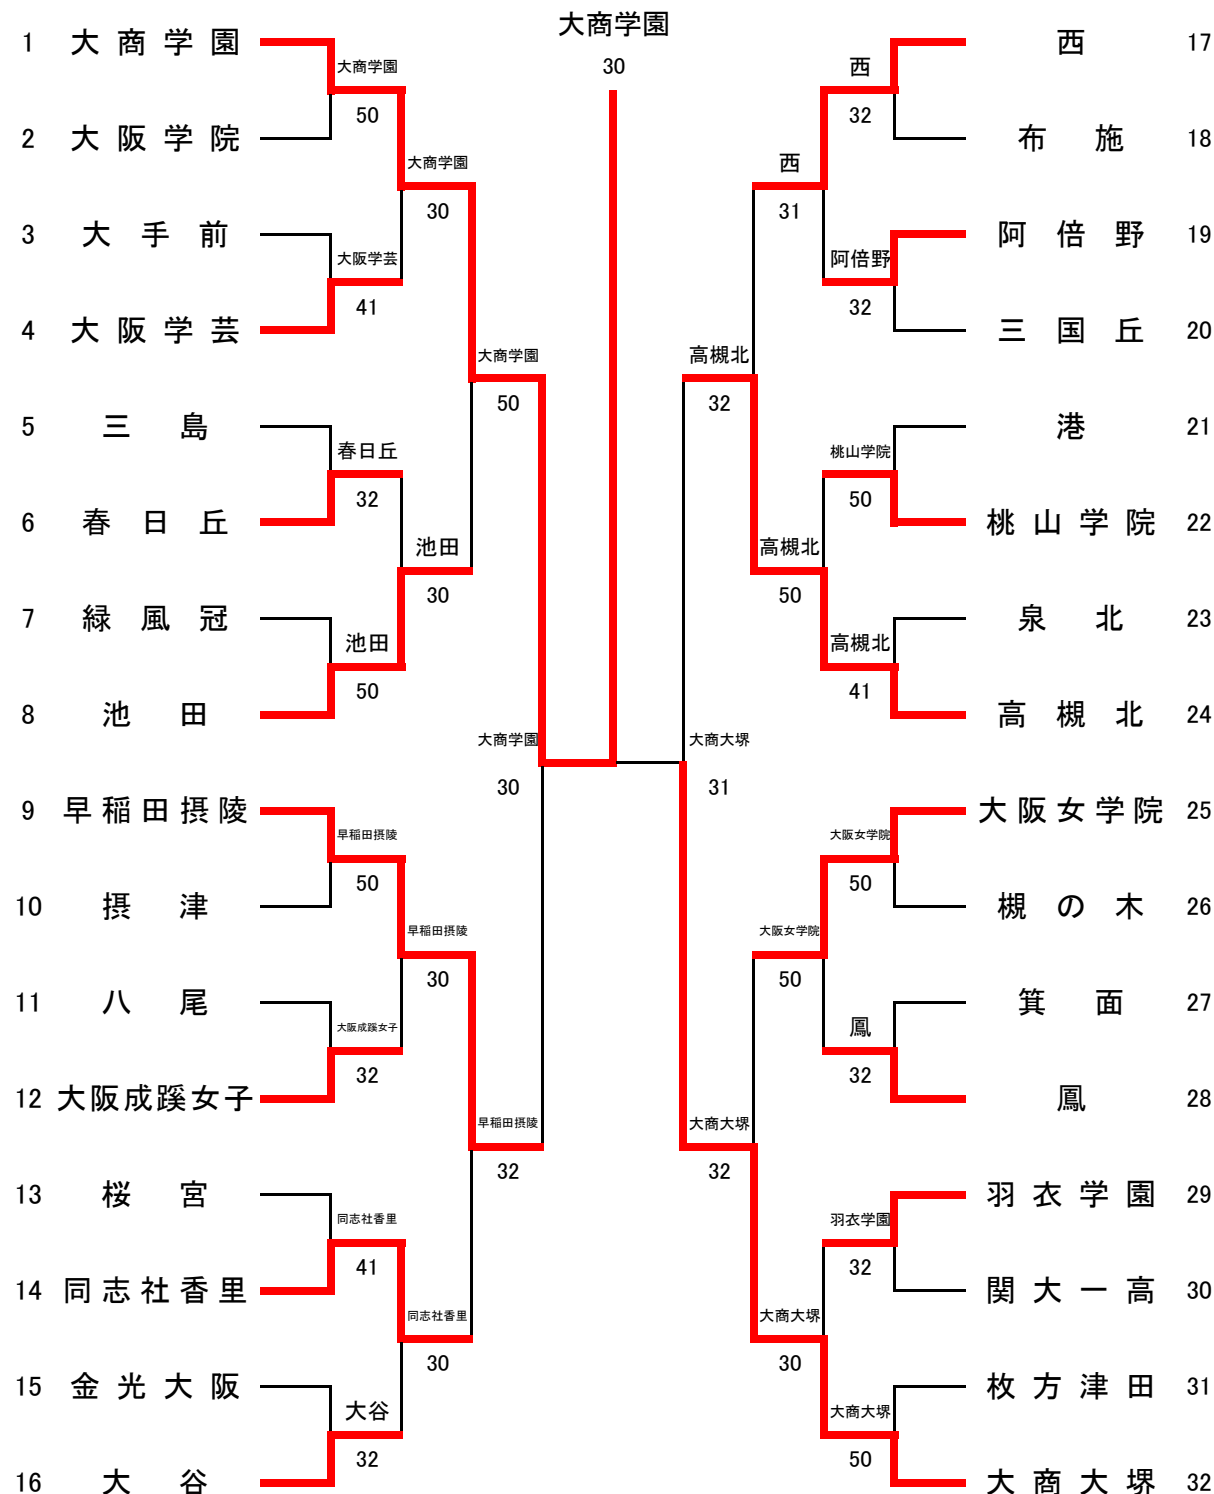 大商学園
30
1 大商学園
大商学園
50
2 大阪学院
大商学園
30
3 大手前
大阪学芸
41
4 大阪学芸
大商学園
50
5 三島
春日丘
32
6 春日丘
池田
30
7 緑風冠
池田
50
8 池田
大商学園
30
9 早稲田摂陵
早稲田摂陵
50
10 摂津
早稲田摂陵
30
11 八尾
大阪成蹊女子
32
12 大阪成蹊女子
早稲田摂陵
32
13 桜宮
同志社香里
41
14 同志社香里
同志社香里
30
15 金光大阪
大谷
32
16 大谷
西 17
西
32
布施 18
西
31
阿倍野 19
阿倍野
32
三国丘 20
高槻北
32
港 21
桃山学院
50
桃山学院 22
高槻北
50
泉北 23
高槻北
41
高槻北 24
大商大堺
31
大阪女学院 25
大阪女学院
50
槻の木 26
大阪女学院
50
箕面 27
鳳
32
鳳 28
大商大堺
32
羽衣学園 29
羽衣学園
32
関大一高 30
大商大堺
30
枚方津田 31
大商大堺
50
大商大堺 32